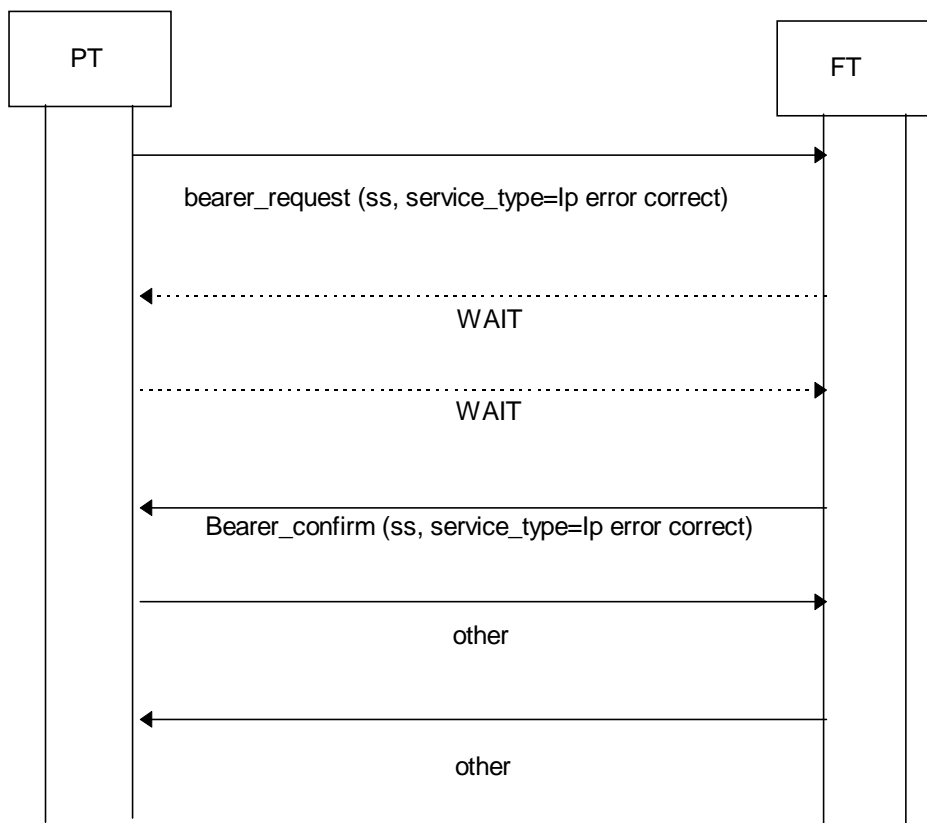 PT
FT
bearer_request (ss, service_type=Ip error correct)
WAIT
WAIT
Bearer_confirm (ss, service_type=Ip error correct)
other
other